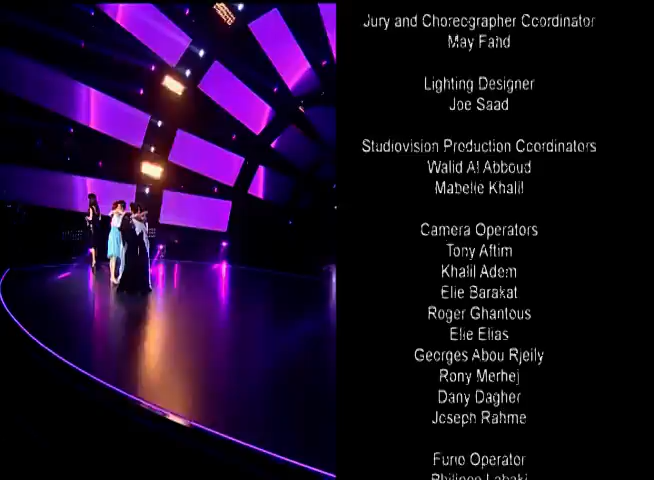 Jury and Choreographer Coordinator
May Fahd
Lighting Designer
Joe Saad
Studiovision Production Coordinators
Walid Al Abboud
Mabelle Khalil
Camera Operators
Tony Aftim
Khalil Adem
Elie Barakat
Roger Ghantous
Elie Elias
Georges Abou Rjeily
Rony Merhej
Dany Dagher
Joseph Rahme
Furio Operator
Philippe Labaki